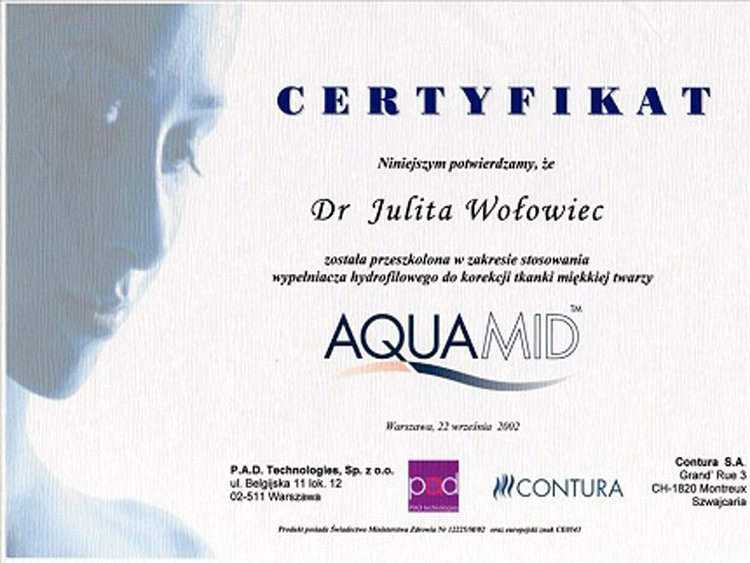 CERTYFIKAT
Niniejszym potwierdzamy, że
Dr Julita Wołowiec
została przeszkolona w zakresie stosowania
wypełniacza hydrofilowego do korekcji tkanki miękkiej twarzy
AQUAMID™
Warszawa, 22 września 2002
P.A.D. Technologies, Sp. z o.o.
ul. Belgijska 11 lok. 12
02-511 Warszawa
pad
PAD technologies
CONTURA
Contura S.A.
Grand' Rue 3
CH-1820 Montreux
Szwajcaria
Produkt posiada Świadectwo Ministerstwa Zdrowia Nr oraz europejski znak CE0543